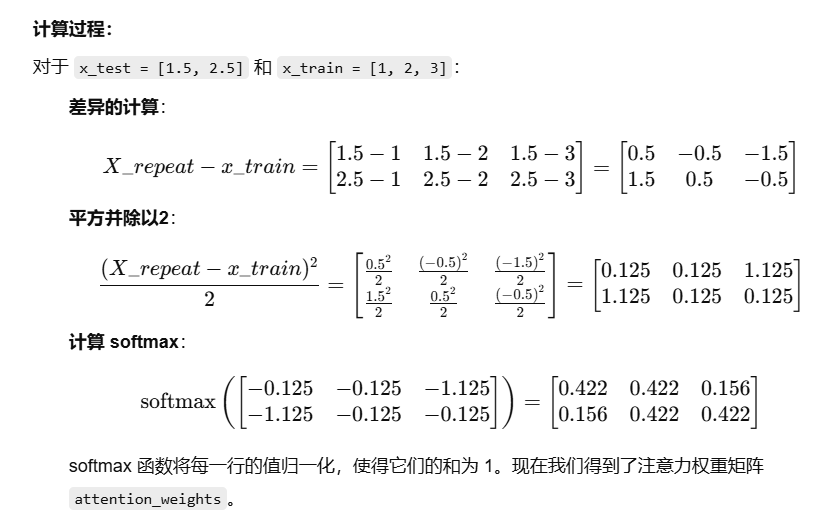 计算过程：
对于 x_test = [1.5, 2.5] 和 x_train = [1, 2, 3]：
差异的计算：
$X\_repeat - x\_train = \begin{bmatrix} 1.5-1 & 1.5-2 & 1.5-3 \\ 2.5-1 & 2.5-2 & 2.5-3 \end{bmatrix} = \begin{bmatrix} 0.5 & -0.5 & -1.5 \\ 1.5 & 0.5 & -0.5 \end{bmatrix}$
平方并除以2：
$\frac{(X\_repeat - x\_train)^2}{2} = \begin{bmatrix} \frac{0.5^2}{2} & \frac{(-0.5)^2}{2} & \frac{(-1.5)^2}{2} \\ \frac{1.5^2}{2} & \frac{0.5^2}{2} & \frac{(-0.5)^2}{2} \end{bmatrix} = \begin{bmatrix} 0.125 & 0.125 & 1.125 \\ 1.125 & 0.125 & 0.125 \end{bmatrix}$
计算 softmax：
$\text{softmax}\left(\begin{bmatrix} -0.125 & -0.125 & -1.125 \\ -1.125 & -0.125 & -0.125 \end{bmatrix}\right) = \begin{bmatrix} 0.422 & 0.422 & 0.156 \\ 0.156 & 0.422 & 0.422 \end{bmatrix}$
softmax 函数将每一行的值归一化，使得它们的和为 1。现在我们得到了注意力权重矩阵
attention_weights。